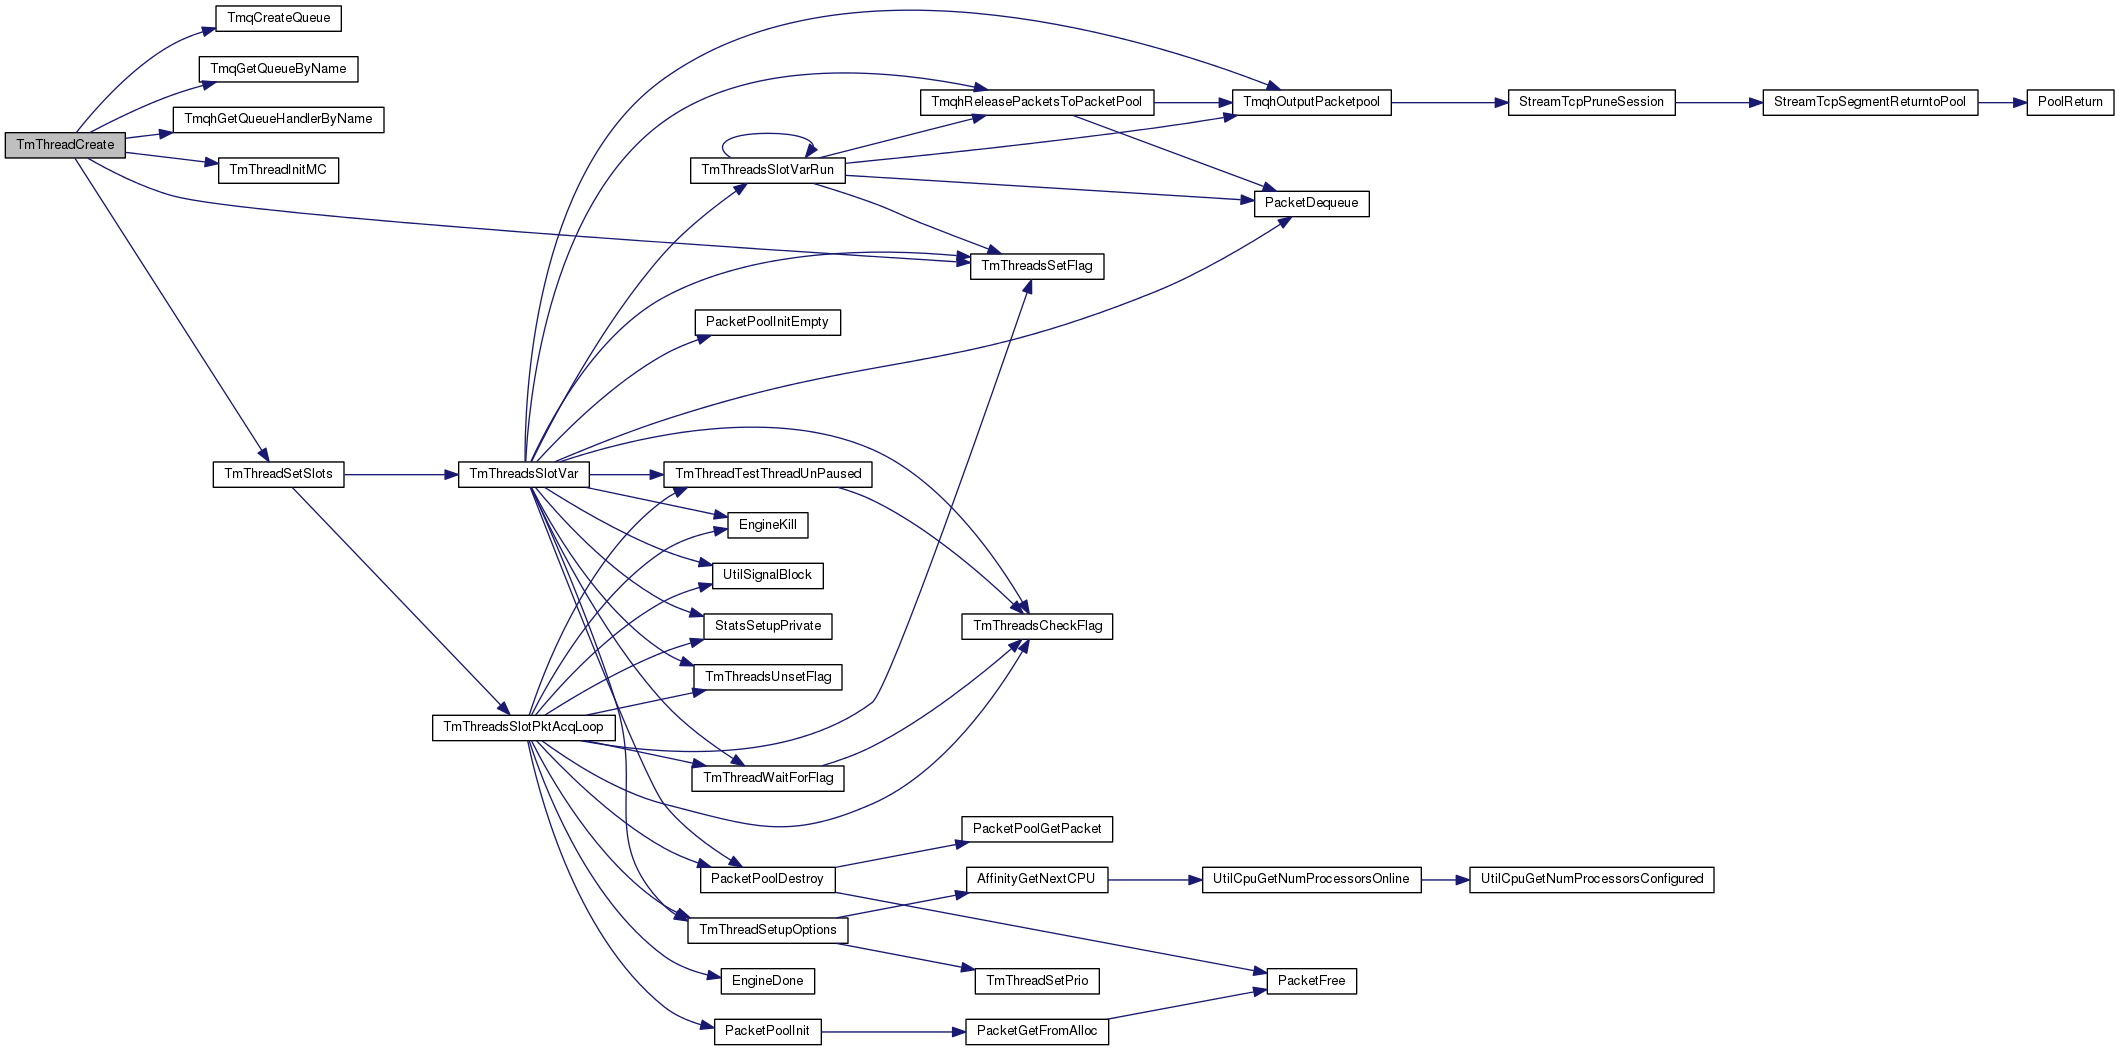 TmqCreateQueue
TmqGetQueueByName
TmqhGetQueueHandlerByName
TmThreadCreate
TmThreadInitMC
TmqhReleasePacketsToPacketPool
TmqhOutputPacketpool
StreamTcpPruneSession
StreamTcpSegmentReturntoPool
PoolReturn
TmThreadsSlotVarRun
PacketDequeue
TmThreadsSetFlag
PacketPoolInitEmpty
TmThreadSetSlots
TmThreadsSlotVar
TmThreadTestThreadUnPaused
EngineKill
UtilSignalBlock
StatsSetupPrivate
TmThreadsCheckFlag
TmThreadsUnsetFlag
TmThreadsSlotPktAcqLoop
TmThreadWaitForFlag
PacketPoolGetPacket
PacketPoolDestroy
AffinityGetNextCPU
UtilCpuGetNumProcessorsOnline
UtilCpuGetNumProcessorsConfigured
TmThreadSetupOptions
EngineDone
TmThreadSetPrio
PacketFree
PacketPoolInit
PacketGetFromAlloc